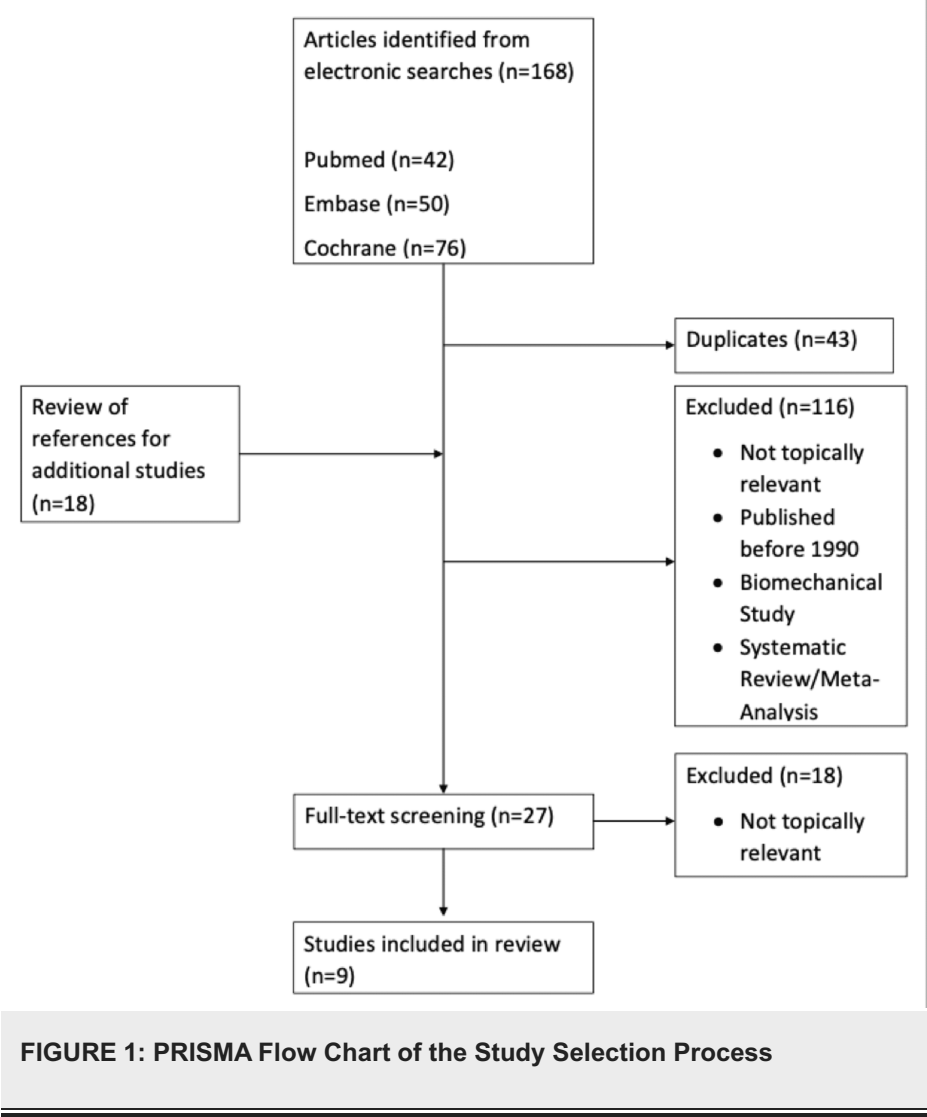 Articles identified from
electronic searches (n=168)
Pubmed (n=42)
Embase (n=50)
Cochrane (n=76)
Duplicates (n=43)
Review of
references for
additional studies
(n=18)
Excluded (n=116)
• Not topically
relevant
• Published
before 1990
• Biomechanical
Study
• Systematic
Review/Meta-
Analysis
Full-text screening (n=27)
Excluded (n=18)
• Not topically
relevant
Studies included in review
(n=9)
FIGURE 1: PRISMA Flow Chart of the Study Selection Process